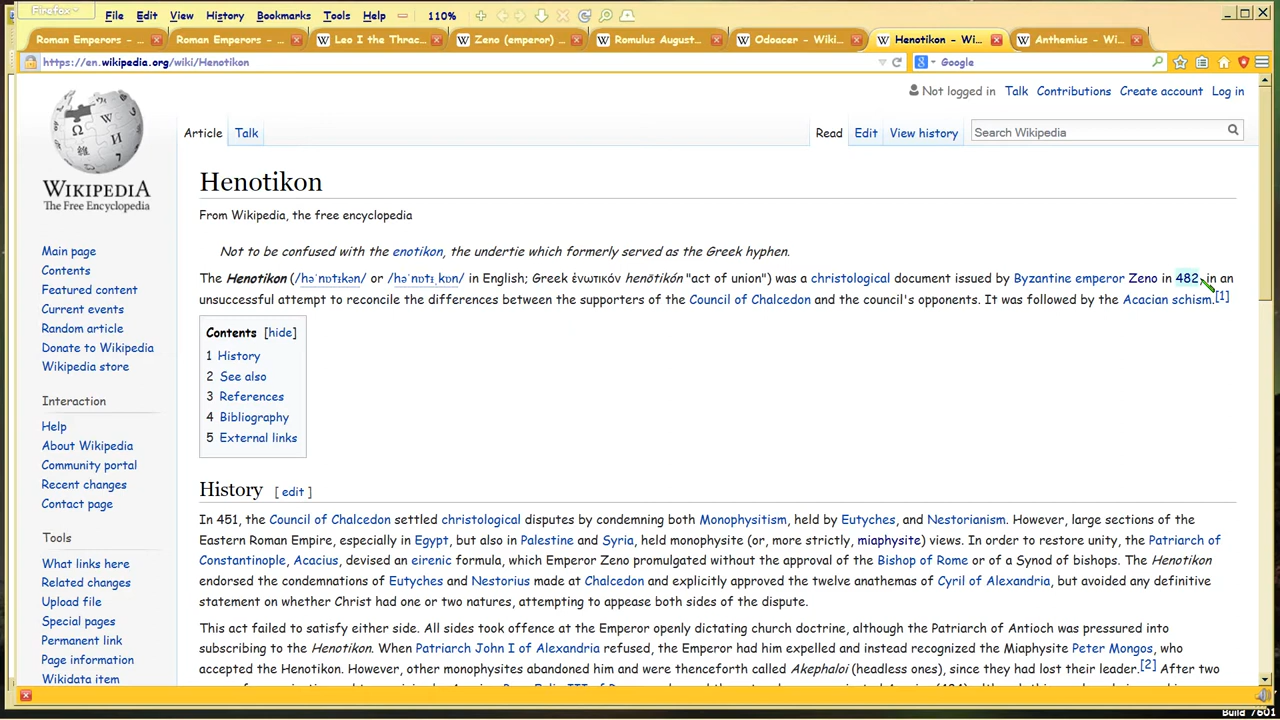 Firefox
File Edit View History Bookmarks Tools Help 110%
Roman Emperors - ... Roman Emperors - ... Leo I the Thrac... Zeno (emperor) ... Romulus August... Odoacer - Wiki... Henotikon - Wi... Anthemius - Wi...
https://en.wikipedia.org/wiki/Henotikon Google
Not logged in Talk Contributions Create account Log in
Article Talk Read Edit View history Search Wikipedia
WIKIPEDIA
The Free Encyclopedia
Main page
Contents
Featured content
Current events
Random article
Donate to Wikipedia
Wikipedia store
Interaction
Help
About Wikipedia
Community portal
Recent changes
Contact page
Tools
What links here
Related changes
Upload file
Special pages
Permanent link
Page information
Wikidata item
Henotikon
From Wikipedia, the free encyclopedia
Not to be confused with the enotikon, the undertie which formerly served as the Greek hyphen.
The Henotikon (/həˈnɒtɪkən/ or /həˈnɒtɪˌkɒn/ in English; Greek ἑνωτικόν henōtikón "act of union") was a christological document issued by Byzantine emperor Zeno in 482, in an
unsuccessful attempt to reconcile the differences between the supporters of the Council of Chalcedon and the council's opponents. It was followed by the Acacian schism.[1]
Contents [hide]
1 History
2 See also
3 References
4 Bibliography
5 External links
History [ edit ]
In 451, the Council of Chalcedon settled christological disputes by condemning both Monophysitism, held by Eutyches, and Nestorianism. However, large sections of the
Eastern Roman Empire, especially in Egypt, but also in Palestine and Syria, held monophysite (or, more strictly, miaphysite) views. In order to restore unity, the Patriarch of
Constantinople, Acacius, devised an eirenic formula, which Emperor Zeno promulgated without the approval of the Bishop of Rome or of a Synod of bishops. The Henotikon
endorsed the condemnations of Eutyches and Nestorius made at Chalcedon and explicitly approved the twelve anathemas of Cyril of Alexandria, but avoided any definitive
statement on whether Christ had one or two natures, attempting to appease both sides of the dispute.
This act failed to satisfy either side. All sides took offence at the Emperor openly dictating church doctrine, although the Patriarch of Antioch was pressured into
subscribing to the Henotikon. When Patriarch John I of Alexandria refused, the Emperor had him expelled and instead recognized the Miaphysite Peter Mongos, who
accepted the Henotikon. However, other monophysites abandoned him and were thenceforth called Akephaloi (headless ones), since they had lost their leader.[2] After two
Build 7601